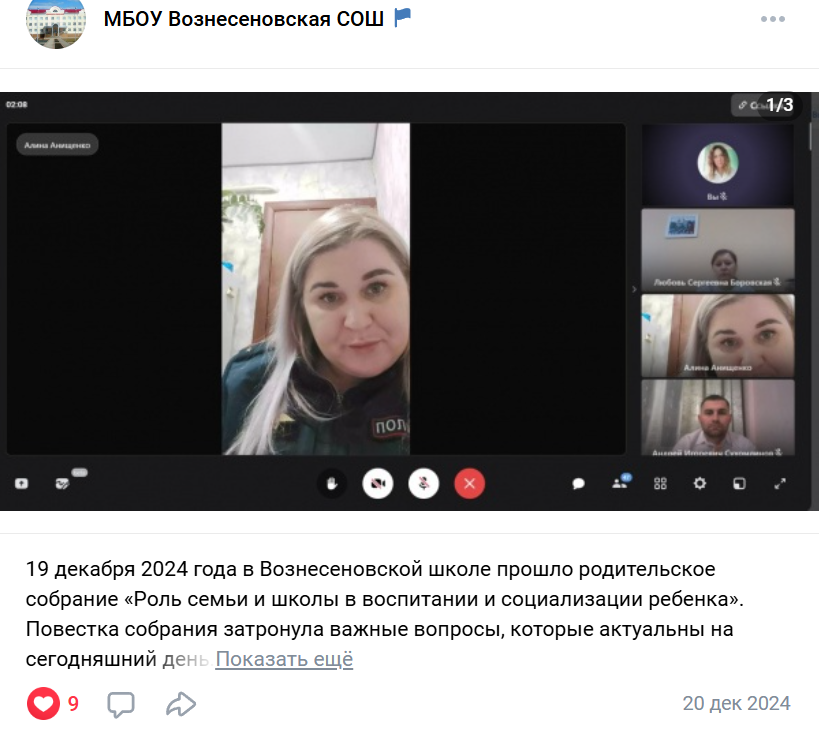 МБОУ Вознесеновская СОШ
02:08
1/3
Алина Анищенко
Вы
Любовь Сергеевна Боровская
Алина Анищенко
Андрей Игоревич Сухомлинов
ПОЛ
19 декабря 2024 года в Вознесеновской школе прошло родительское
собрание «Роль семьи и школы в воспитании и социализации ребенка».
Повестка собрания затронула важные вопросы, которые актуальны на
сегодняшний день Показать ещё
9
20 дек 2024